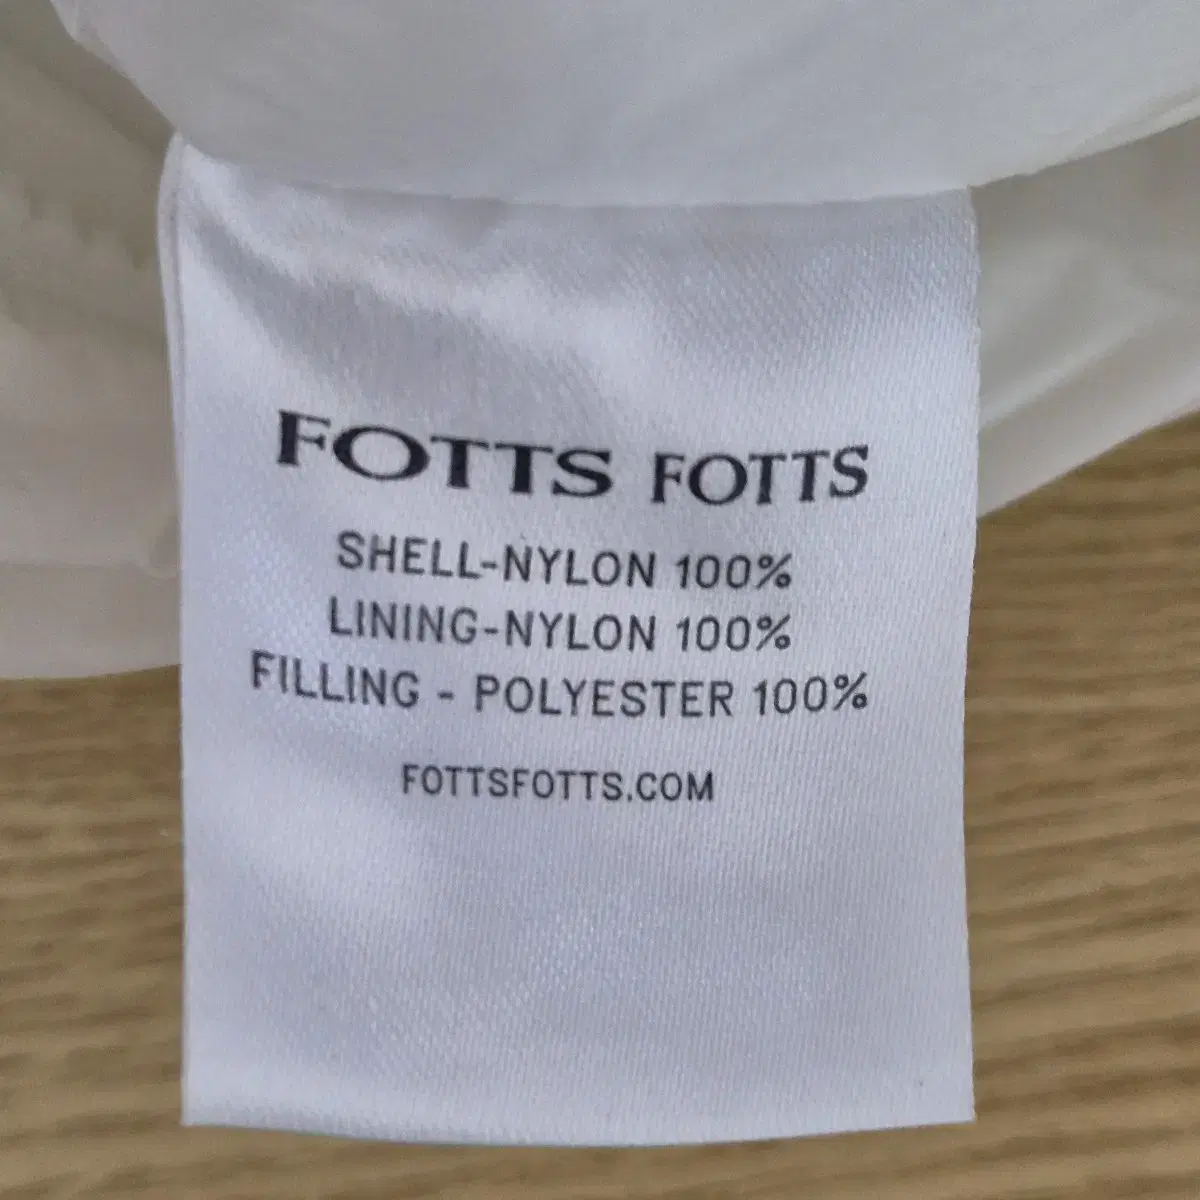 FOTTS FOTTS
SHELL-NYLON 100%
LINING-NYLON 100%
FILLING - POLYESTER 100%
FOTTSFOTTS.COM